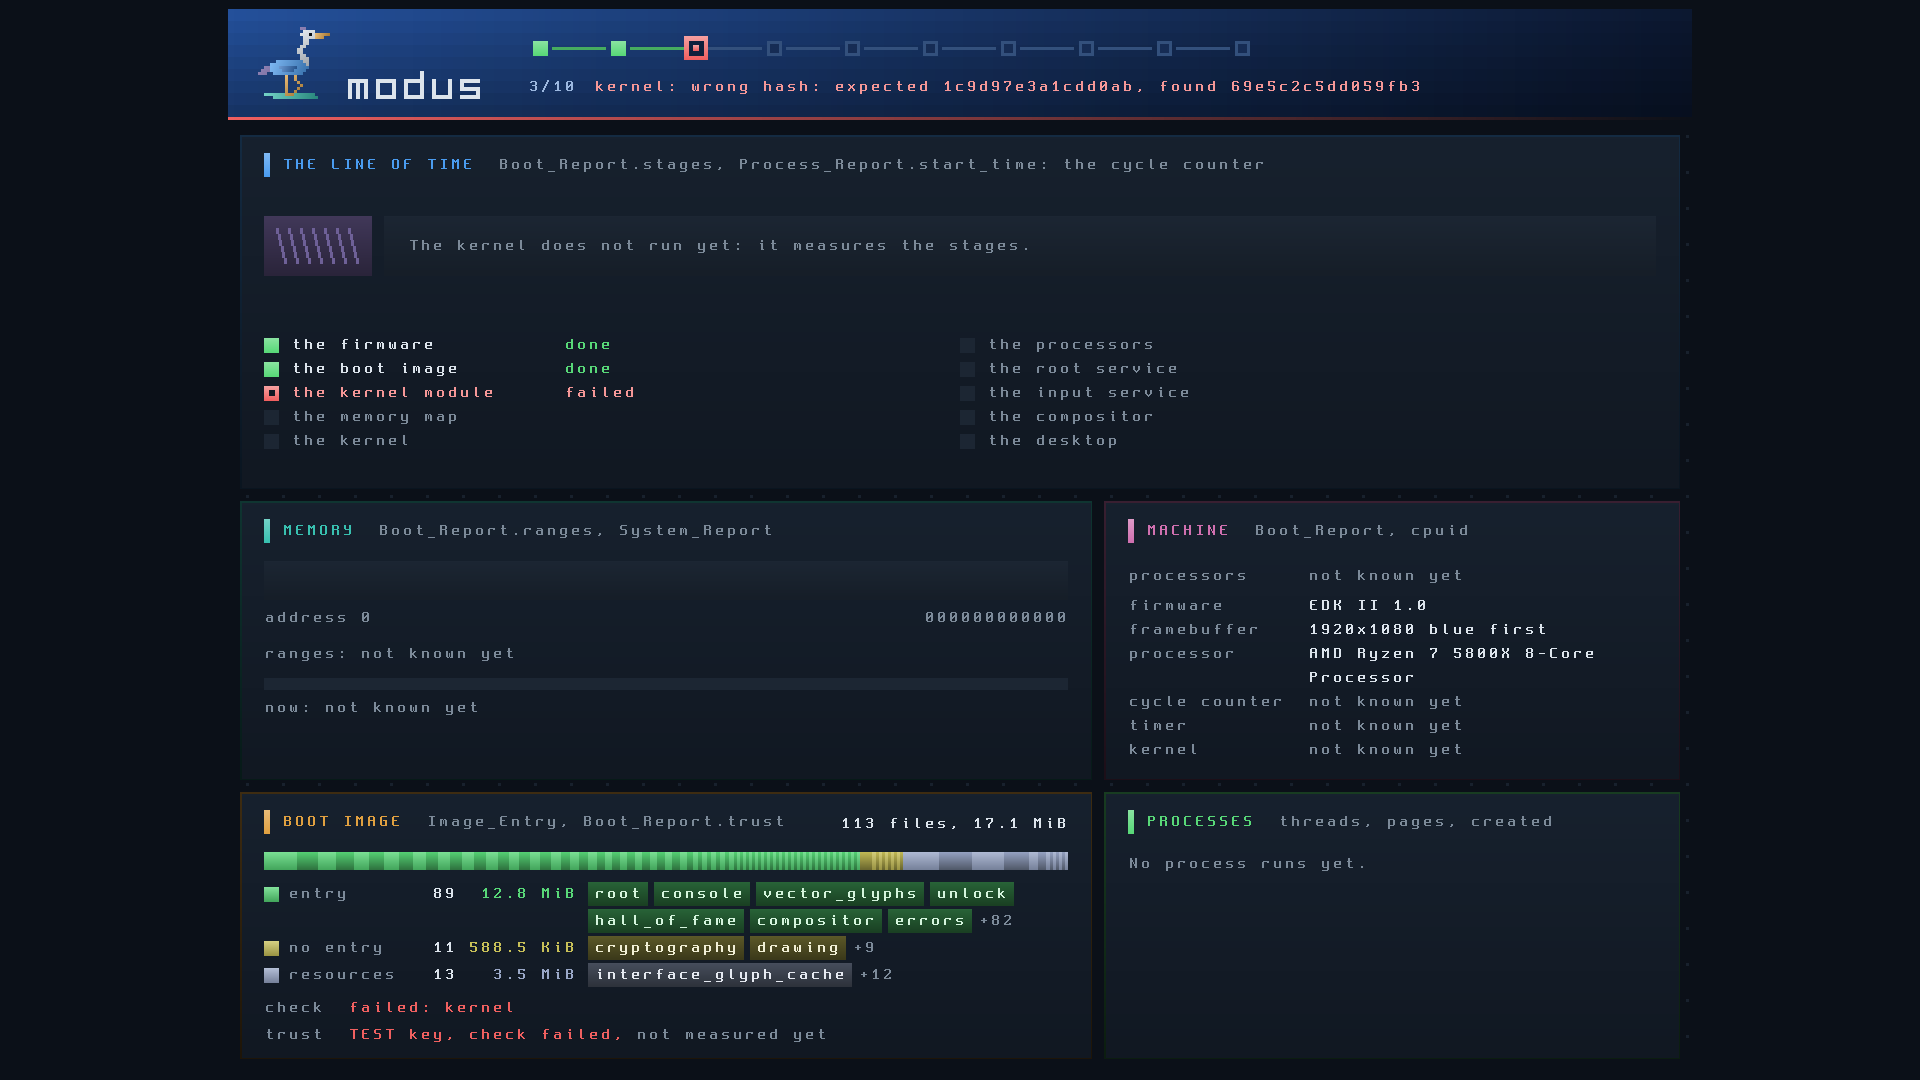 modus
3/10 kernel: wrong hash: expected 1c9d97e3a1cdd0ab, found 69e5c2c5dd059fb3
THE LINE OF TIME Boot_Report.stages, Process_Report.start_time: the cycle counter
The kernel does not run yet: it measures the stages.
the firmware done
the boot image done
the kernel module failed
the memory map
the kernel
the processors
the root service
the input service
the compositor
the desktop
MEMORY Boot_Report.ranges, System_Report
address 0 000000000000
ranges: not known yet
now: not known yet
MACHINE Boot_Report, cpuid
processors not known yet
firmware EDK II 1.0
framebuffer 1920x1080 blue first
processor AMD Ryzen 7 5800X 8-Core
Processor
cycle counter not known yet
timer not known yet
kernel not known yet
BOOT IMAGE Image_Entry, Boot_Report.trust 113 files, 17.1 MiB
entry 89 12.8 MiB root console vector_glyphs unlock
hall_of_fame compositor errors +82
no entry 11 588.5 KiB cryptography drawing +9
resources 13 3.5 MiB interface_glyph_cache +12
check failed: kernel
trust TEST key, check failed, not measured yet
PROCESSES threads, pages, created
No process runs yet.